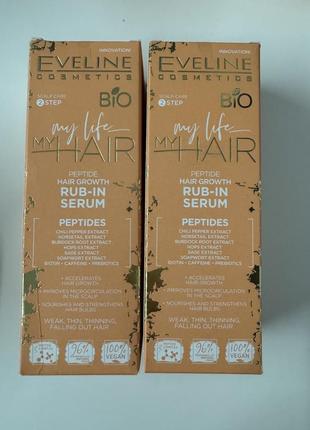 INNOVATION!
EVELINE
COSMETICS
SCALP CARE
2 STEP
BIO
my life
MY HAIR
PEPTIDE
HAIR GROWTH
RUB-IN
SERUM
PEPTIDES
CHILI PEPPER EXTRACT
HORSETAIL EXTRACT
BURDOCK ROOT EXTRACT
HOPS EXTRACT
SAGE EXTRACT
SOAPWORT EXTRACT
BIOTIN • CAFFEINE • PREBIOTICS
• ACCELERATES
HAIR GROWTH
• IMPROVES MICROCIRCULATION
IN THE SCALP
• NOURISHES AND STRENGTHENS
HAIR BULBS
WEAK, THIN, THINNING,
FALLING OUT HAIR
96%
100%
VEGAN
INNOVATION!
EVELINE
COSMETICS
SCALP CARE
2 STEP
BIO
my life
MY HAIR
PEPTIDE
HAIR GROWTH
RUB-IN
SERUM
PEPTIDES
CHILI PEPPER EXTRACT
HORSETAIL EXTRACT
BURDOCK ROOT EXTRACT
HOPS EXTRACT
SAGE EXTRACT
SOAPWORT EXTRACT
BIOTIN • CAFFEINE • PREBIOTICS
• ACCELERATES
HAIR GROWTH
• IMPROVES MICROCIRCULATION
IN THE SCALP
• NOURISHES AND STRENGTHENS
HAIR BULBS
WEAK, THIN, THINNING,
FALLING OUT HAIR
96%
100%
VEGAN